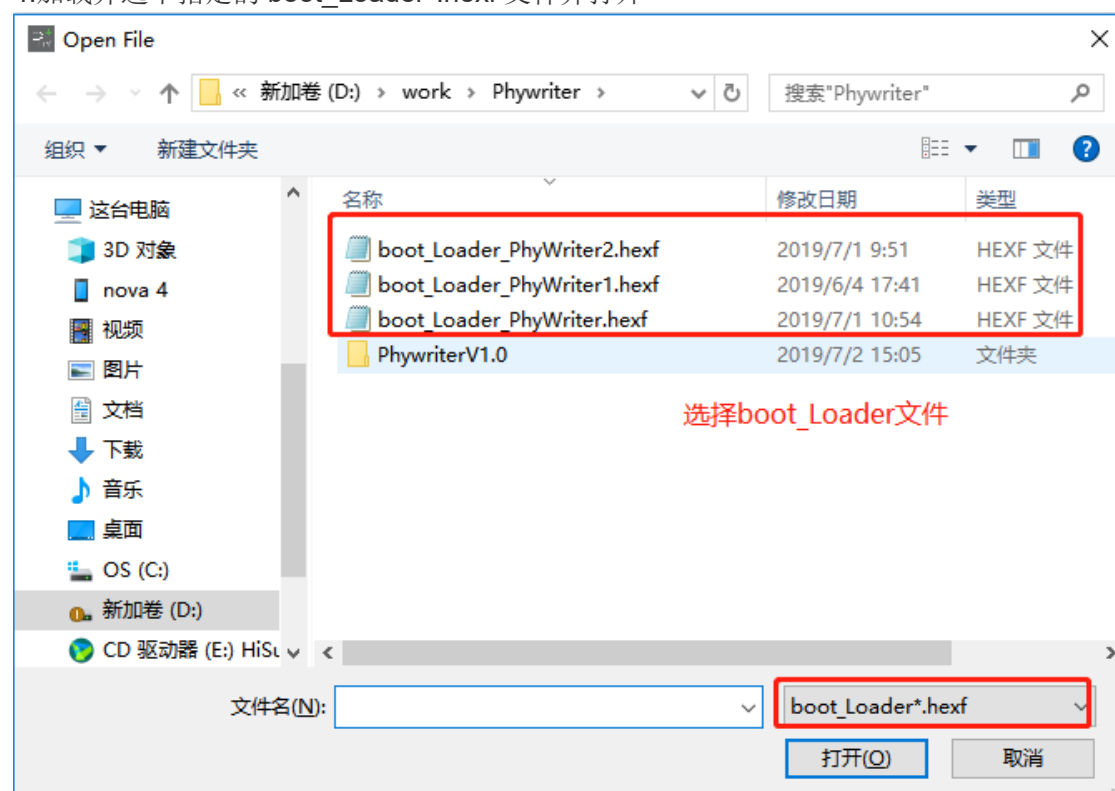 Open File
« 新加卷 (D:) › work › Phywriter ›
搜索"Phywriter"
组织
新建文件夹
名称 修改日期 类型
这台电脑
3D 对象
nova 4
视频
图片
文档
下载
音乐
桌面
OS (C:)
新加卷 (D:)
CD 驱动器 (E:)
boot_Loader_PhyWriter2.hexf 2019/7/1 9:51 HEXF 文件
boot_Loader_PhyWriter1.hexf 2019/6/4 17:41 HEXF 文件
boot_Loader_PhyWriter.hexf 2019/7/1 10:54 HEXF 文件
PhywriterV1.0 2019/7/2 15:05 文件夹
选择boot_Loader文件
文件名(N):
boot_Loader*.hexf
打开(O)
取消